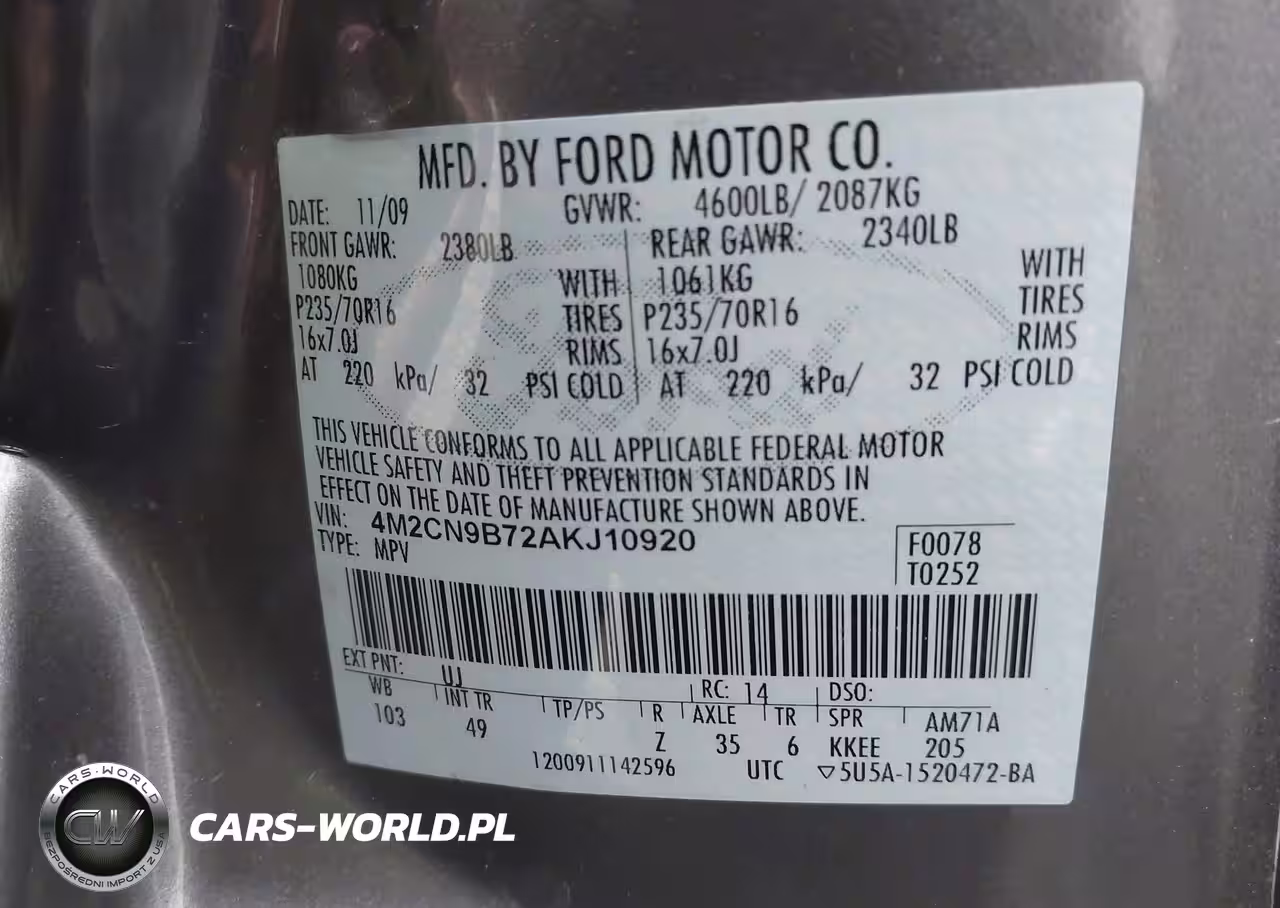 MFD. BY FORD MOTOR CO.
DATE: 11/09 GVWR: 4600LB/ 2087KG
FRONT GAWR: 2380LB REAR GAWR: 2340LB
1080KG WITH 1061KG WITH
P235/70R16 TIRES P235/70R16 TIRES
16x7.0J RIMS 16x7.0J RIMS
AT 220 kPa/ 32 PSI COLD AT 220 kPa/ 32 PSI COLD
THIS VEHICLE CONFORMS TO ALL APPLICABLE FEDERAL MOTOR
VEHICLE SAFETY AND THEFT PREVENTION STANDARDS IN
EFFECT ON THE DATE OF MANUFACTURE SHOWN ABOVE.
VIN: 4M2CN9B72AKJ10920
TYPE: MPV
F0078
T0252
EXT PNT: UJ RC: 14 DSO:
WB INT TR TP/PS R AXLE TR SPR AM71A
103 49 Z 35 6 KKEE 205
1200911142596 UTC ▽5U5A-1520472-BA
CARS-WORLD
CW
BEZPOŚREDNI IMPORT Z USA
CARS-WORLD.PL